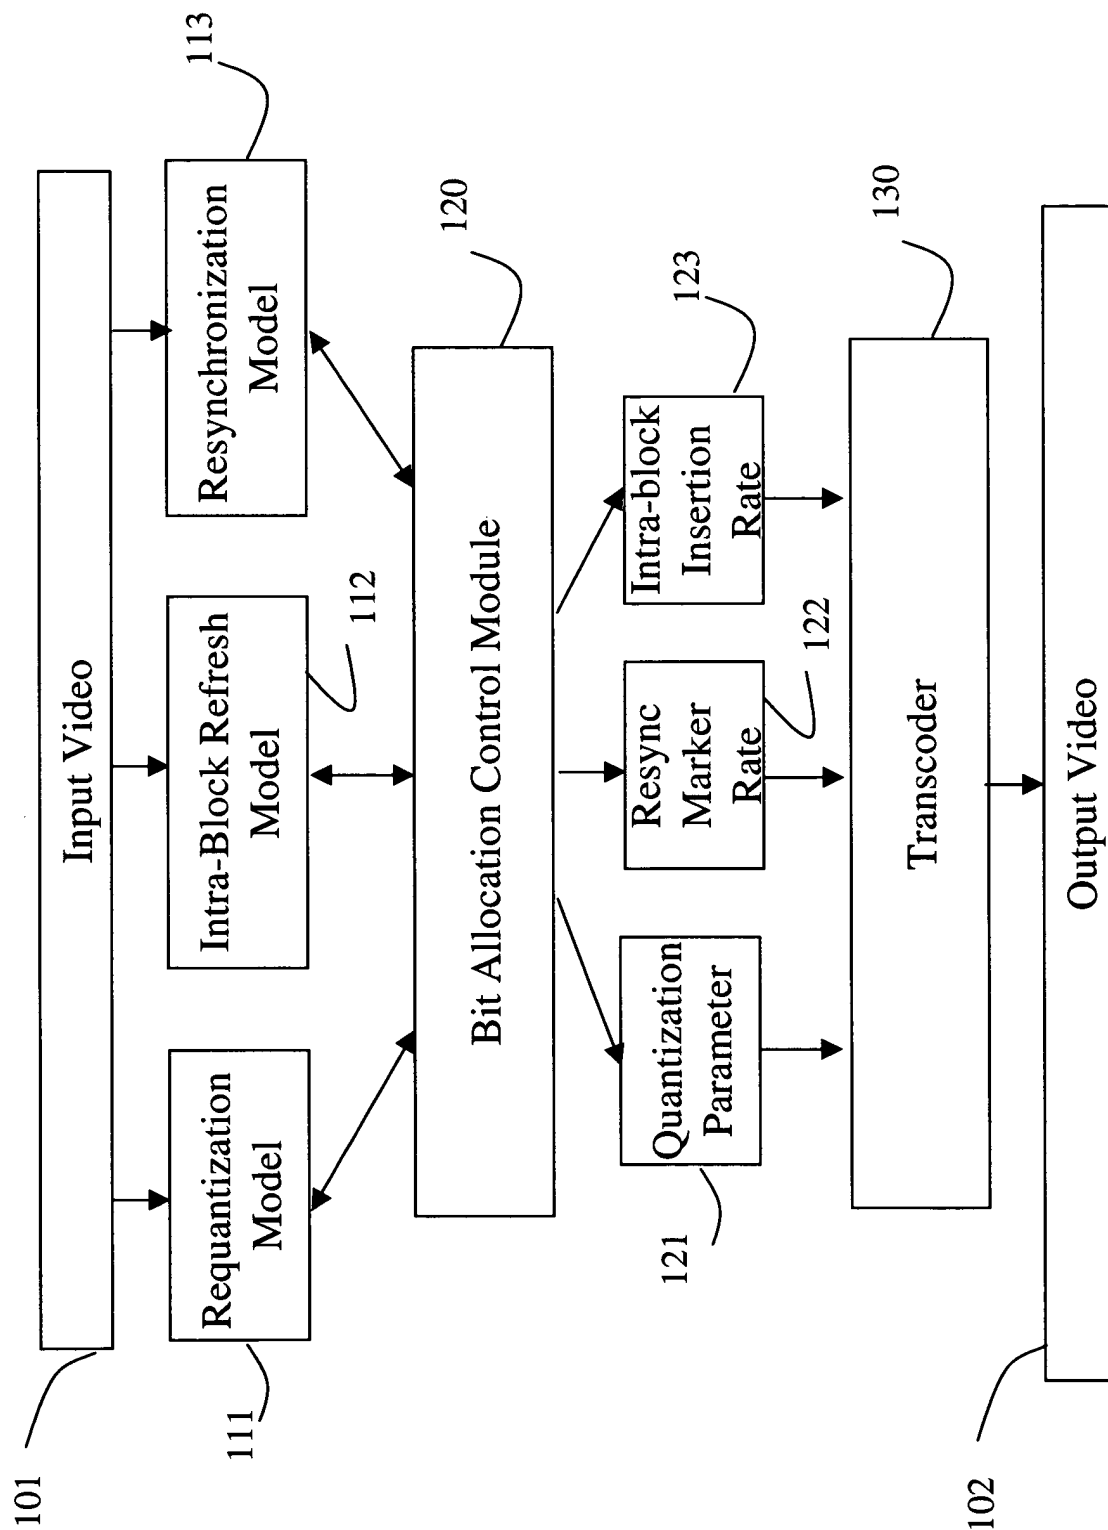 101
Input Video
111
Requantization
Model
Intra-Block Refresh
Model
112
Resynchronization
Model
113
Bit Allocation Control Module
120
121
Quantization
Parameter
Resync
Marker
Rate
122
Intra-block
Insertion
Rate
123
Transcoder
130
102
Output Video